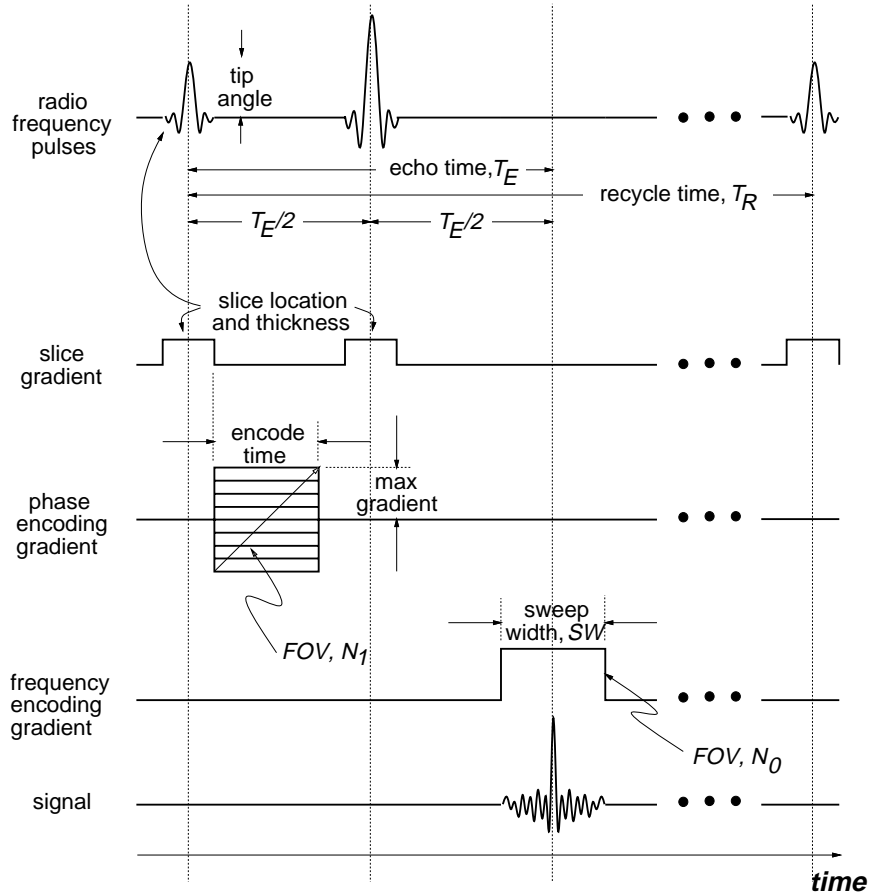 radio
frequency
pulses
tip
angle
echo time, T_E
recycle time, T_R
T_E/2
T_E/2
slice location
and thickness
slice
gradient
encode
time
max
gradient
phase
encoding
gradient
FOV, N_1
sweep
width, SW
frequency
encoding
gradient
FOV, N_0
signal
time